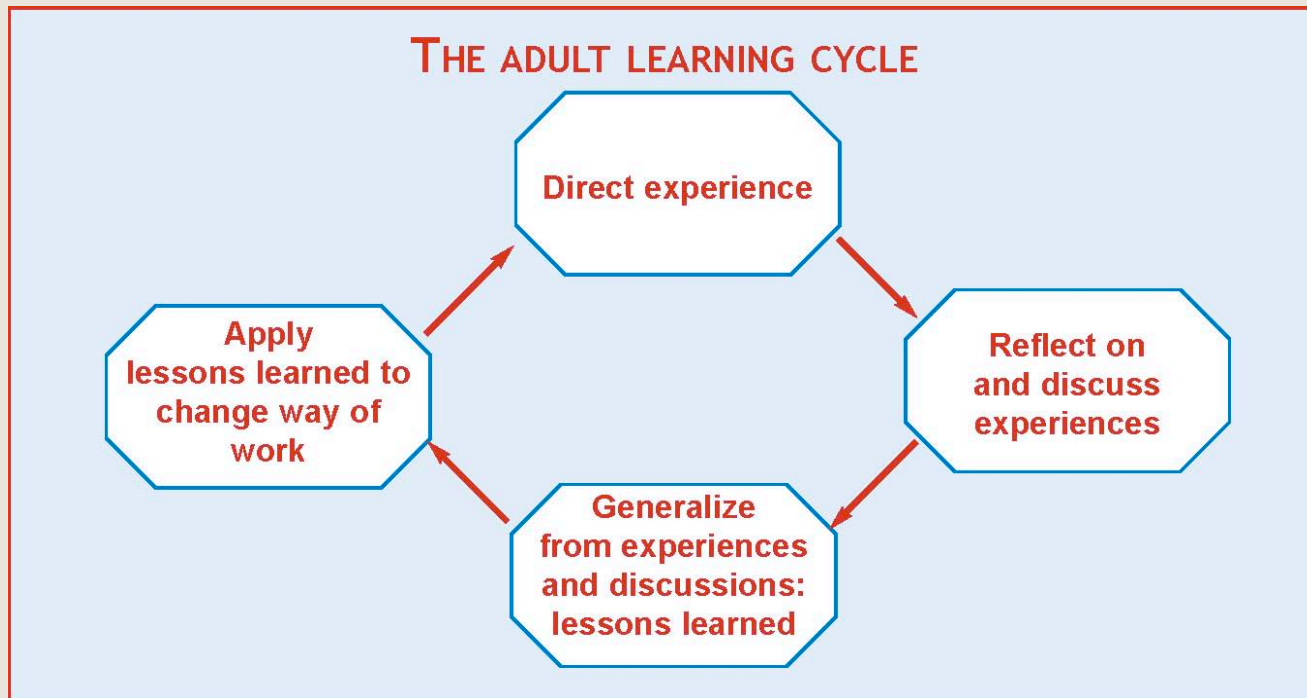 THE ADULT LEARNING CYCLE
Direct experience
Reflect on
and discuss
experiences
Generalize
from experiences
and discussions:
lessons learned
Apply
lessons learned to
change way of
work